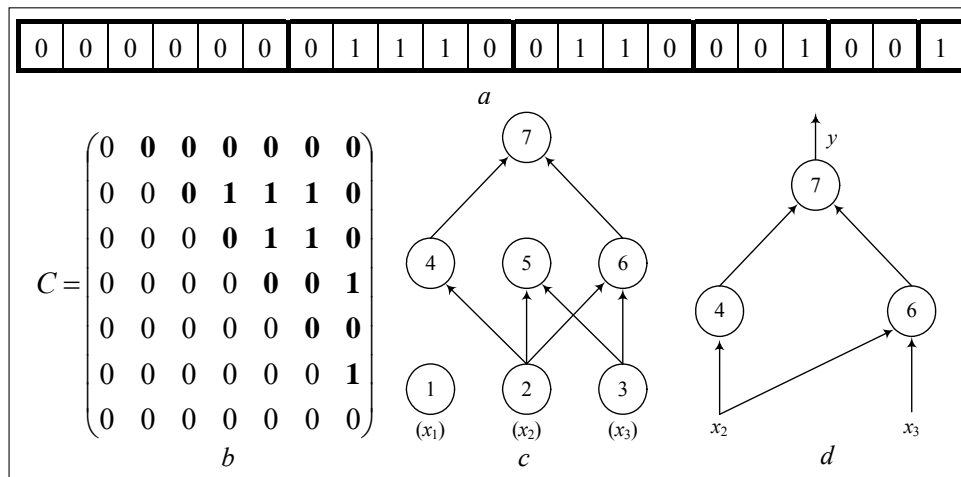 0 0 0 0 0 0 0 1 1 1 0 0 1 1 0 0 0 1 0 0 1
a
C =
0 0 0 0 0 0 0
0 0 0 1 1 1 0
0 0 0 0 1 1 0
0 0 0 0 0 0 1
0 0 0 0 0 0 0
0 0 0 0 0 0 1
0 0 0 0 0 0 0
b
7
4 5 6
1 2 3
(x1) (x2) (x3)
c
y
7
4 6
x2 x3
d